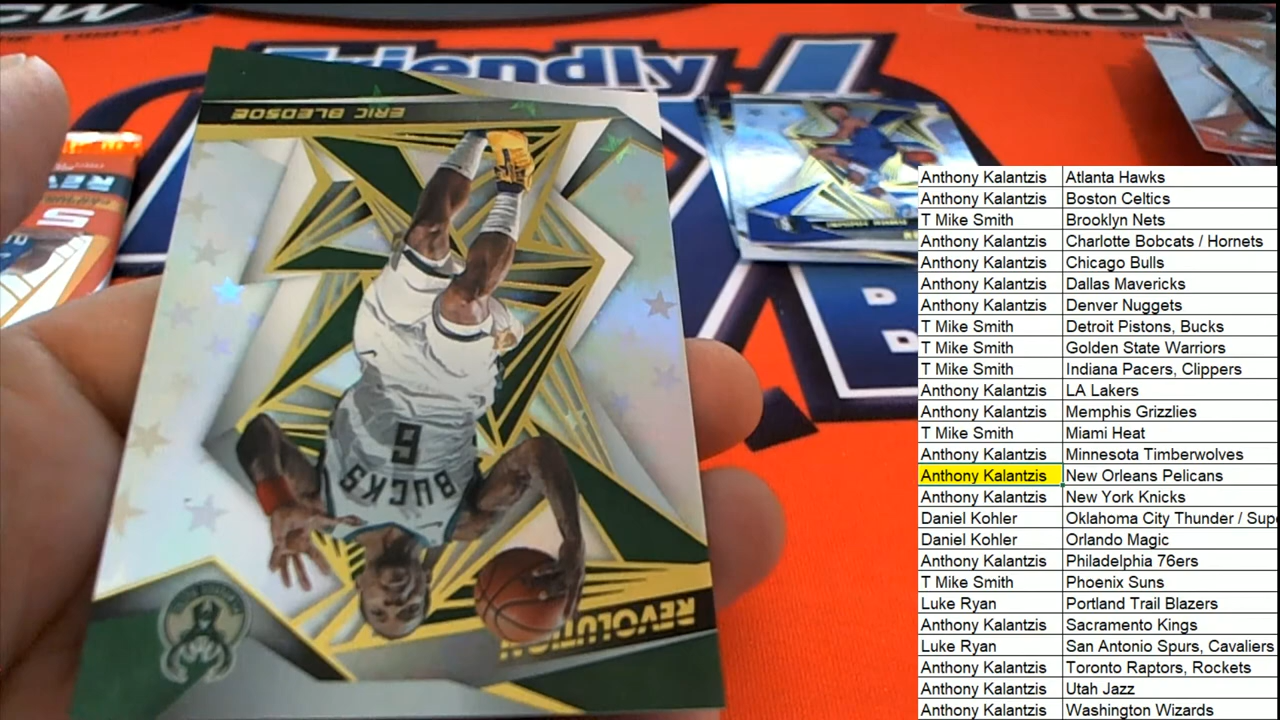 BCW
BCW
Friendly
ERIC BLEDSOE
6
BUCKS
REVOLUTION
Anthony Kalantzis Atlanta Hawks
Anthony Kalantzis Boston Celtics
T Mike Smith Brooklyn Nets
Anthony Kalantzis Charlotte Bobcats / Hornets
Anthony Kalantzis Chicago Bulls
Anthony Kalantzis Dallas Mavericks
Anthony Kalantzis Denver Nuggets
T Mike Smith Detroit Pistons, Bucks
T Mike Smith Golden State Warriors
T Mike Smith Indiana Pacers, Clippers
Anthony Kalantzis LA Lakers
Anthony Kalantzis Memphis Grizzlies
T Mike Smith Miami Heat
Anthony Kalantzis Minnesota Timberwolves
Anthony Kalantzis New Orleans Pelicans
Anthony Kalantzis New York Knicks
Daniel Kohler Oklahoma City Thunder / Sup
Daniel Kohler Orlando Magic
Anthony Kalantzis Philadelphia 76ers
T Mike Smith Phoenix Suns
Luke Ryan Portland Trail Blazers
Anthony Kalantzis Sacramento Kings
Luke Ryan San Antonio Spurs, Cavaliers
Anthony Kalantzis Toronto Raptors, Rockets
Anthony Kalantzis Utah Jazz
Anthony Kalantzis Washington Wizards